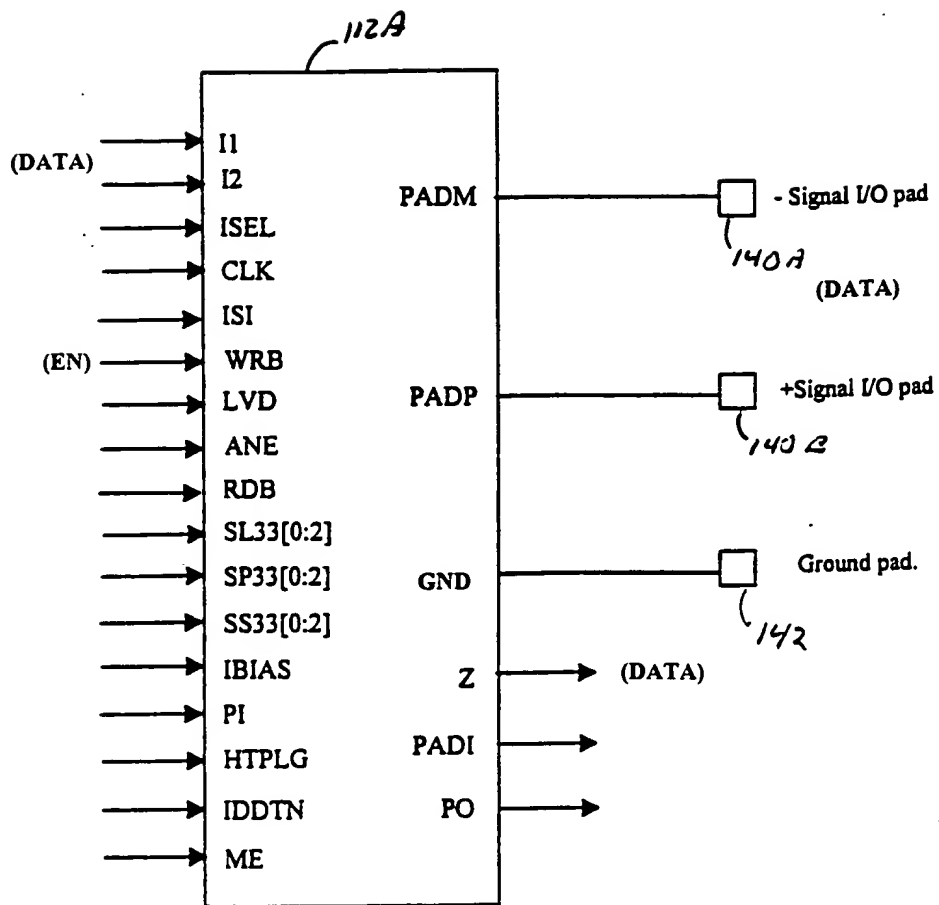 112A
(DATA)
I1
I2
ISEL
CLK
ISI
(EN)
WRB
LVD
ANE
RDB
SL33[0:2]
SP33[0:2]
SS33[0:2]
IBIAS
PI
HTPLG
IDDTN
ME
PADM
- Signal I/O pad
140A
(DATA)
PADP
+Signal I/O pad
140B
GND
Ground pad.
142
Z
(DATA)
PADI
PO